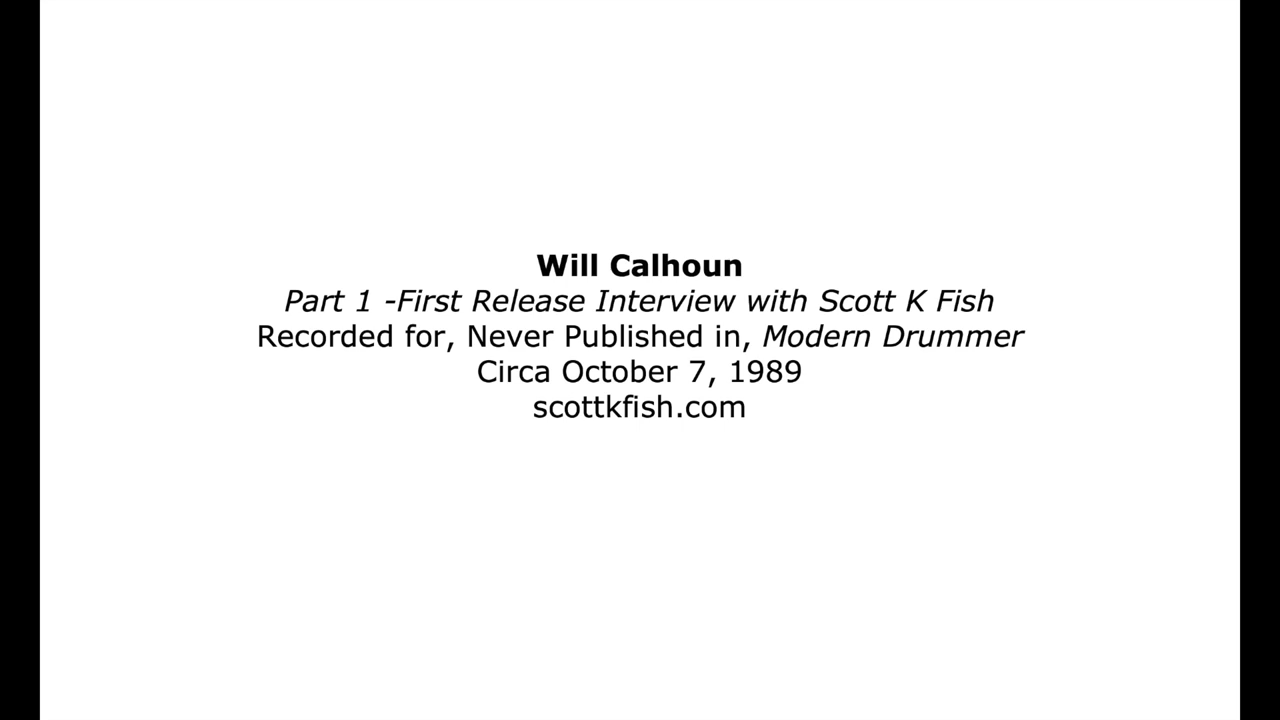 Will Calhoun
Part 1 -First Release Interview with Scott K Fish
Recorded for, Never Published in, Modern Drummer
Circa October 7, 1989
scottkfish.com